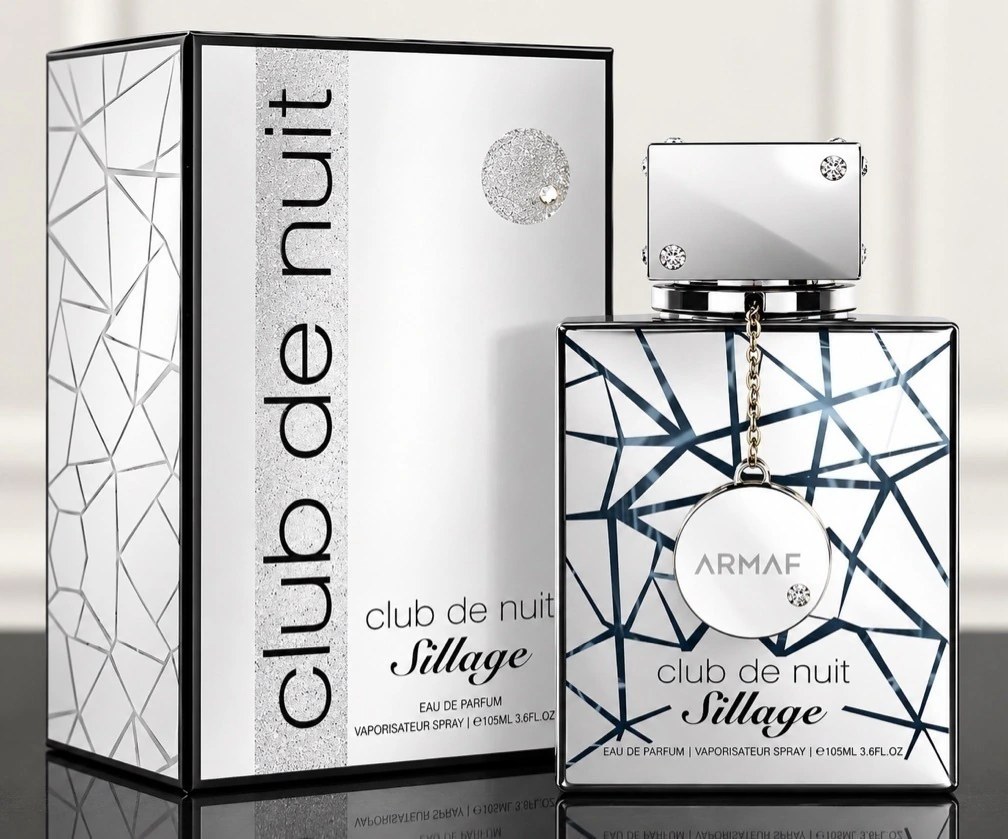 club de nuit
club de nuit
Sillage
EAU DE PARFUM
VAPORISATEUR SPRAY | ℮105ML 3.6FL.OZ
ARMAF
club de nuit
Sillage
EAU DE PARFUM | VAPORISATEUR SPRAY | ℮105ML 3.6FL.OZ